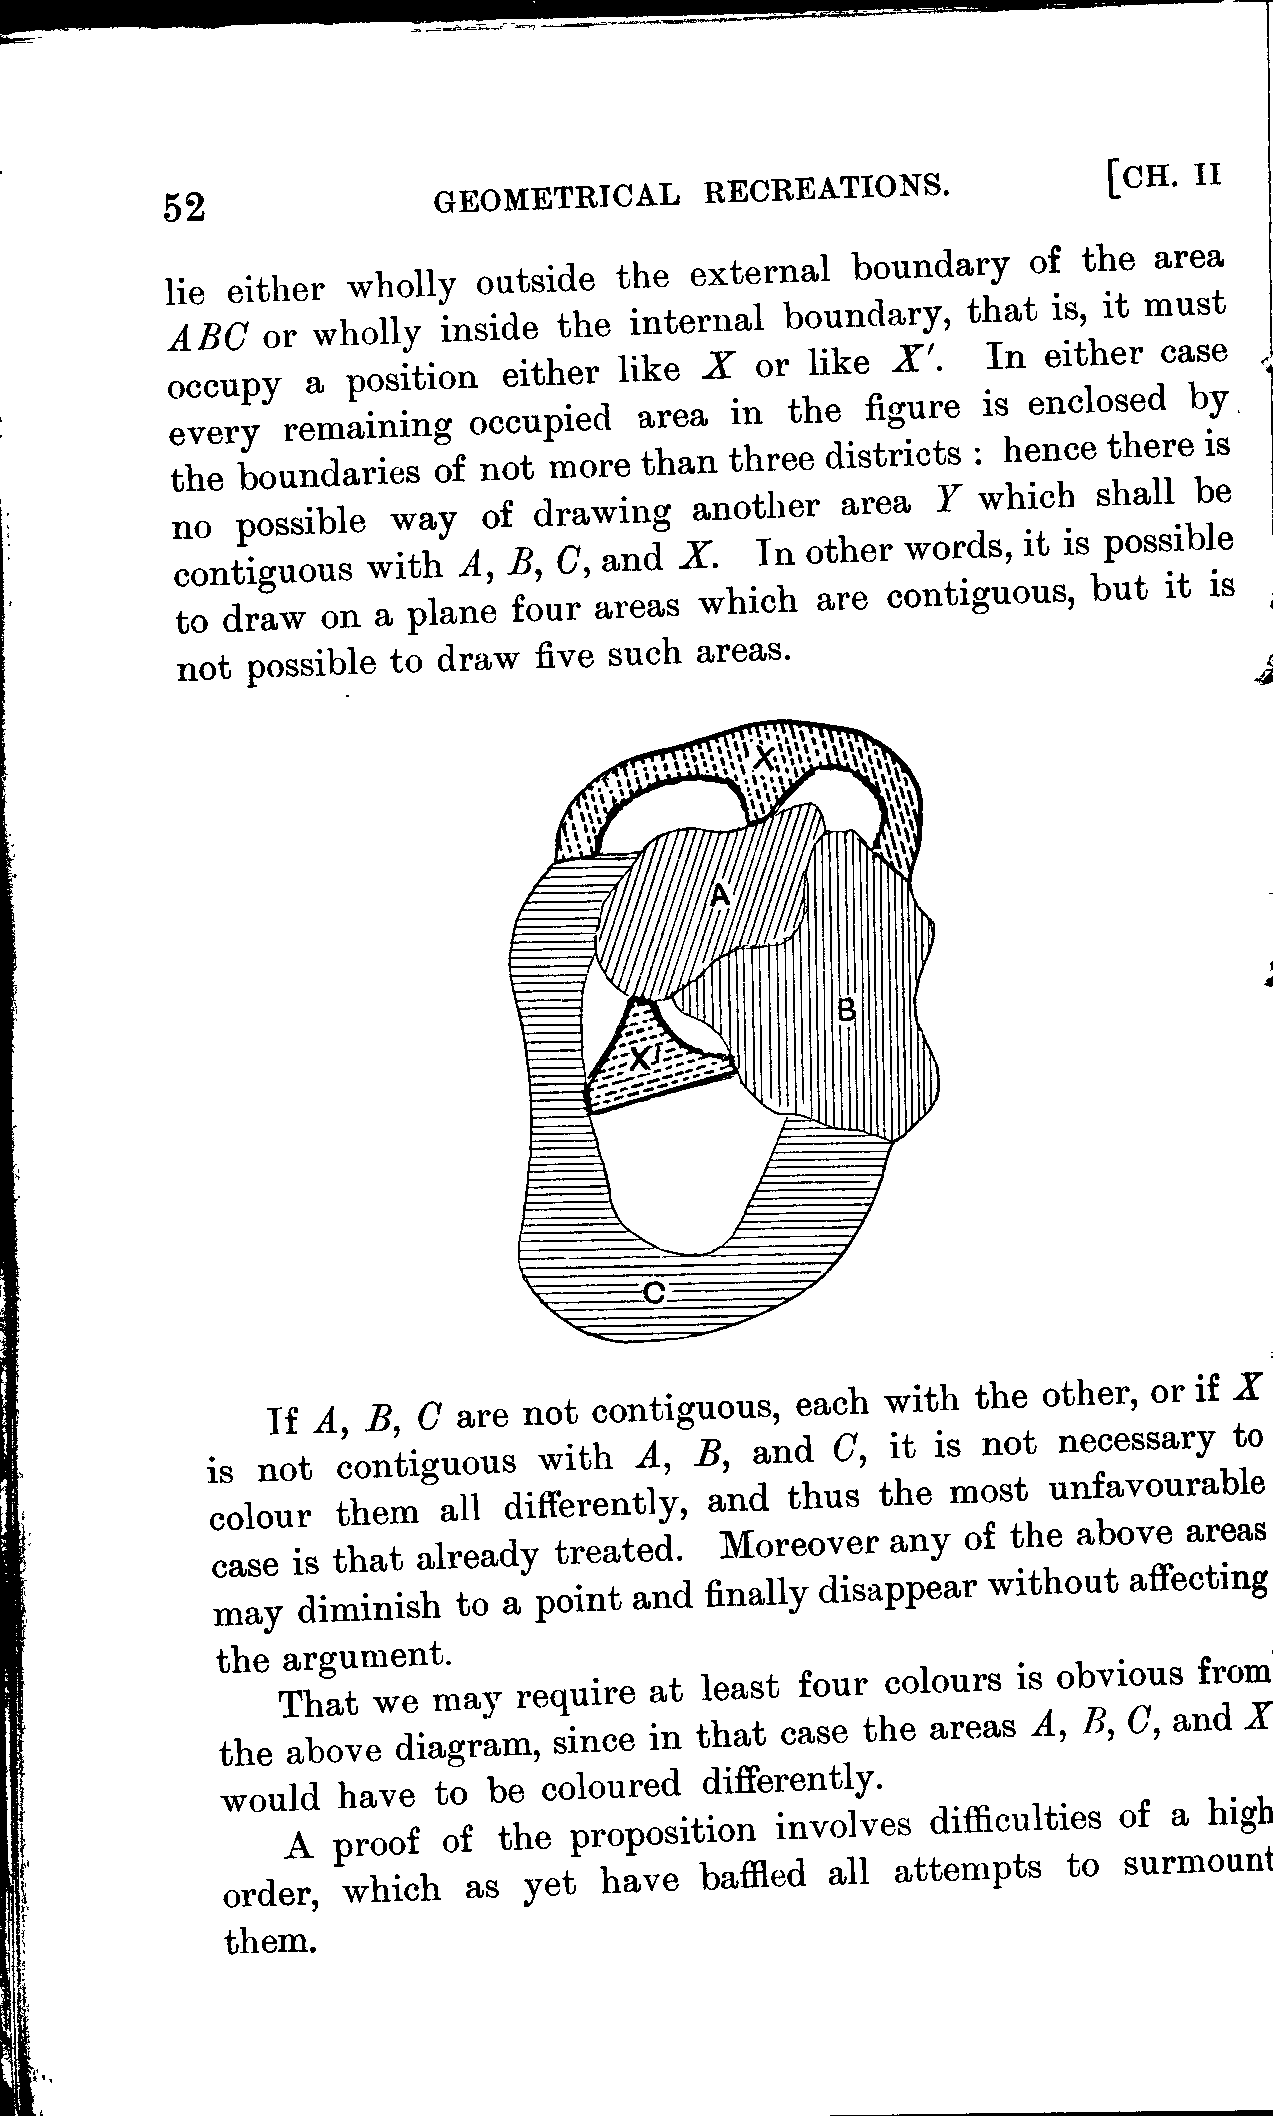 52 GEOMETRICAL RECREATIONS. [CH. II
lie either wholly outside the external boundary of the area
ABC or wholly inside the internal boundary, that is, it must
occupy a position either like X or like X′. In either case
every remaining occupied area in the figure is enclosed by
the boundaries of not more than three districts : hence there is
no possible way of drawing another area Y which shall be
contiguous with A, B, C, and X. In other words, it is possible
to draw on a plane four areas which are contiguous, but it is
not possible to draw five such areas.
X
A
B
X′
C
If A, B, C are not contiguous, each with the other, or if X
is not contiguous with A, B, and C, it is not necessary to
colour them all differently, and thus the most unfavourable
case is that already treated. Moreover any of the above areas
may diminish to a point and finally disappear without affecting
the argument.
That we may require at least four colours is obvious from
the above diagram, since in that case the areas A, B, C, and X
would have to be coloured differently.
A proof of the proposition involves difficulties of a high
order, which as yet have baffled all attempts to surmount
them.